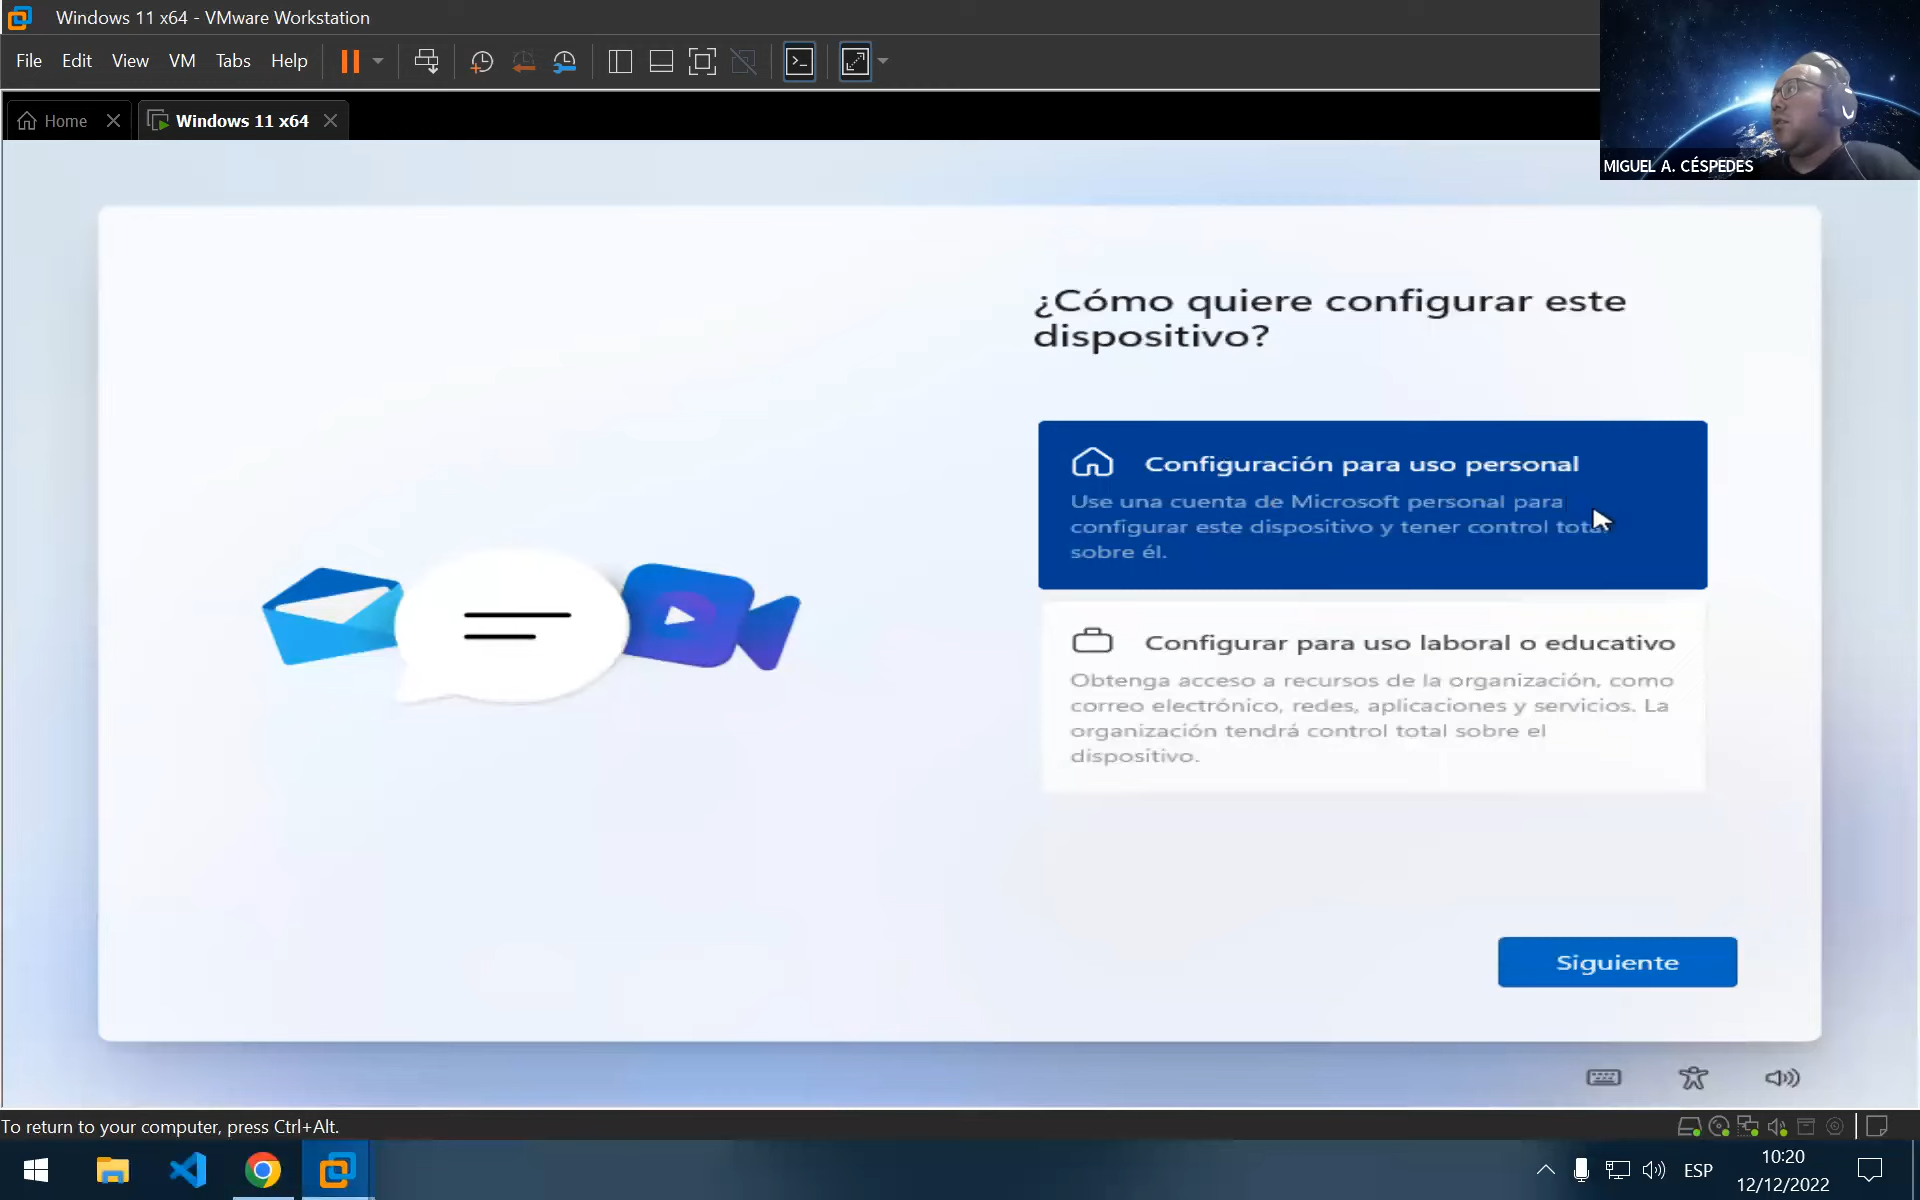 Windows 11 x64 - VMware Workstation
File Edit View VM Tabs Help
Home Windows 11 x64
MIGUEL A. CÉSPEDES
¿Cómo quiere configurar este
dispositivo?
Configuración para uso personal
Use una cuenta de Microsoft personal para
configurar este dispositivo y tener control total
sobre él.
Configurar para uso laboral o educativo
Obtenga acceso a recursos de la organización, como
correo electrónico, redes, aplicaciones y servicios. La
organización tendrá control total sobre el
dispositivo.
Siguiente
To return to your computer, press Ctrl+Alt.
ESP
10:20
12/12/2022